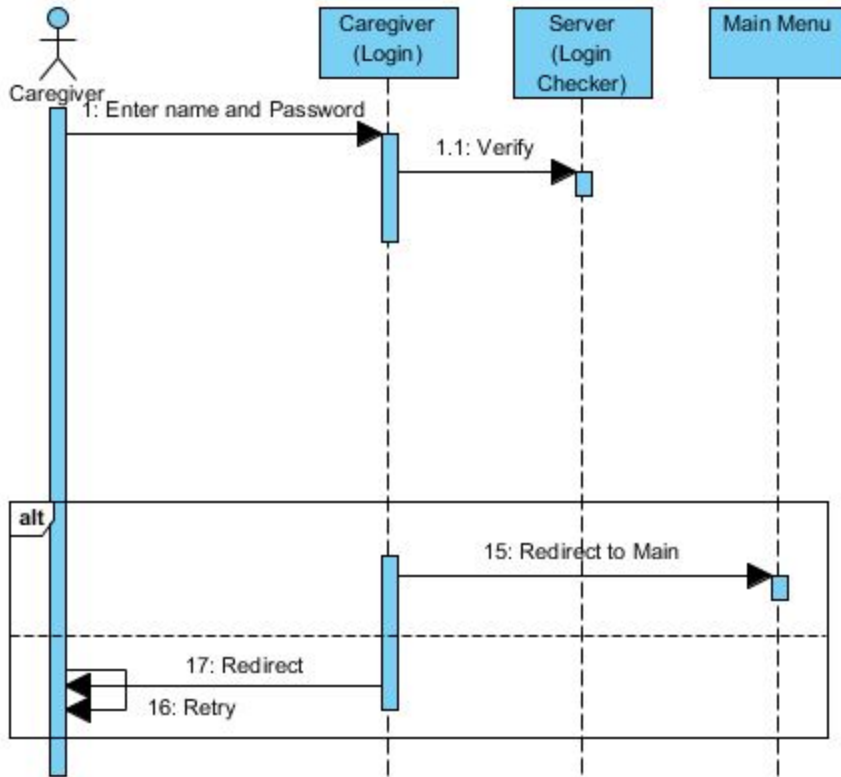 Caregiver
Caregiver
(Login)
Server
(Login
Checker)
Main Menu
1: Enter name and Password
1.1: Verify
alt
15: Redirect to Main
17: Redirect
16: Retry